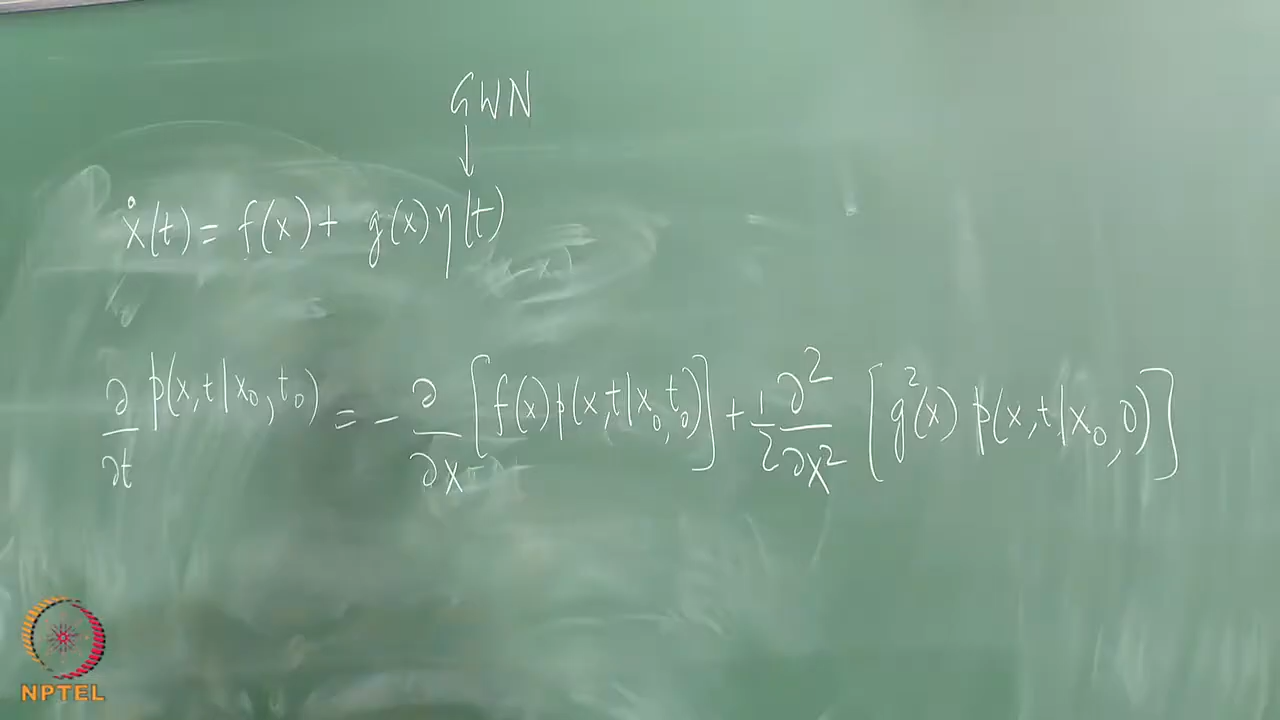 GWN
↓
ẋ(t) = f(x) + g(x) η(t)
∂/∂t p(x,t|x₀,t₀) = - ∂/∂x [f(x)p(x,t|x₀,t₀)] + 1/2 ∂²/∂x² [g²(x) p(x,t|x₀,0)]
NPTEL